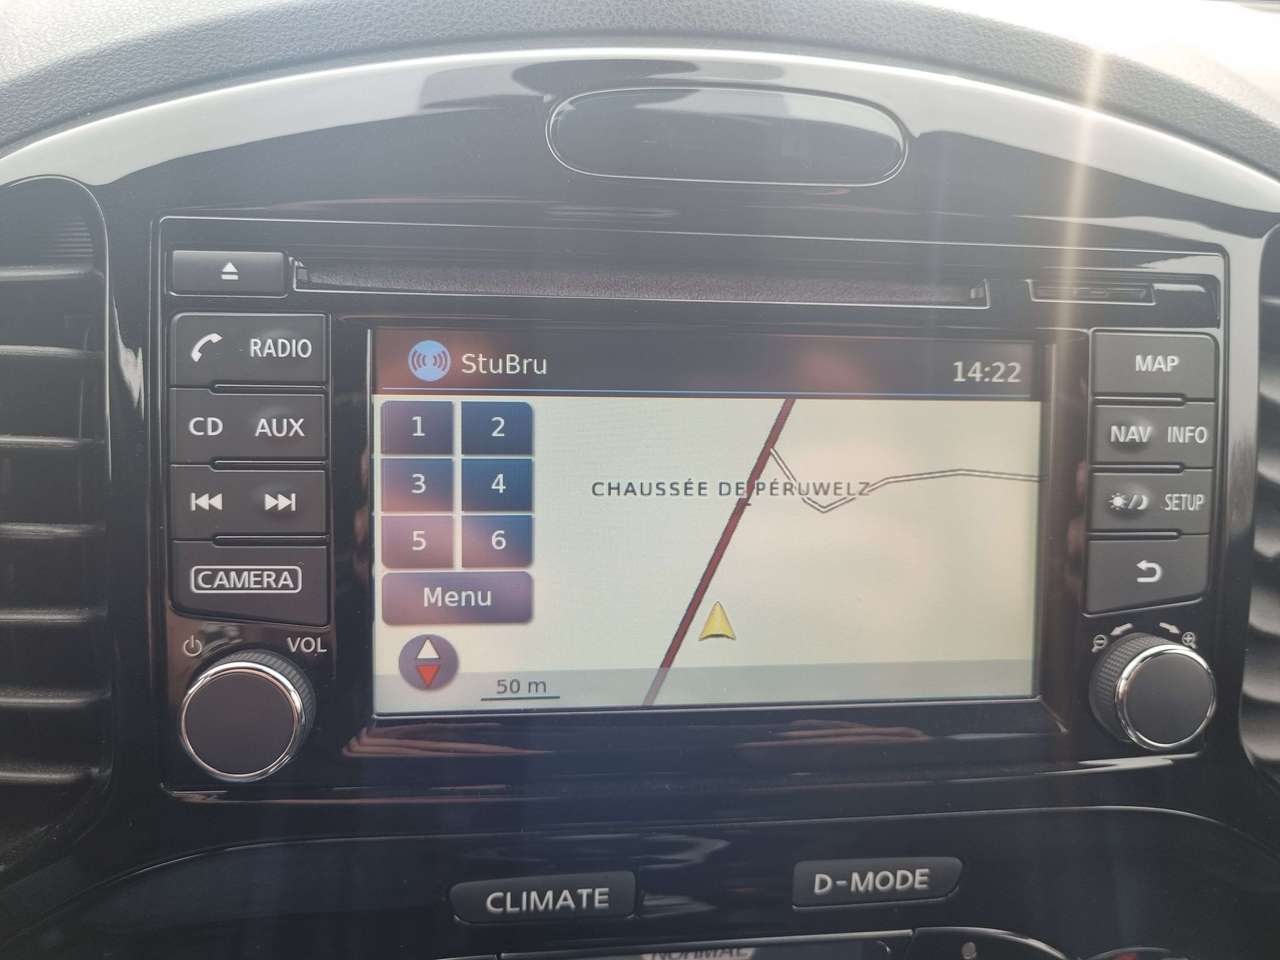 RADIO
CD AUX
CAMERA
VOL
StuBru
14:22
1 2
3 4
5 6
Menu
50 m
CHAUSSÉE DE PÉRUWELZ
MAP
NAV INFO
SETUP
CLIMATE
D-MODE
NORMAL